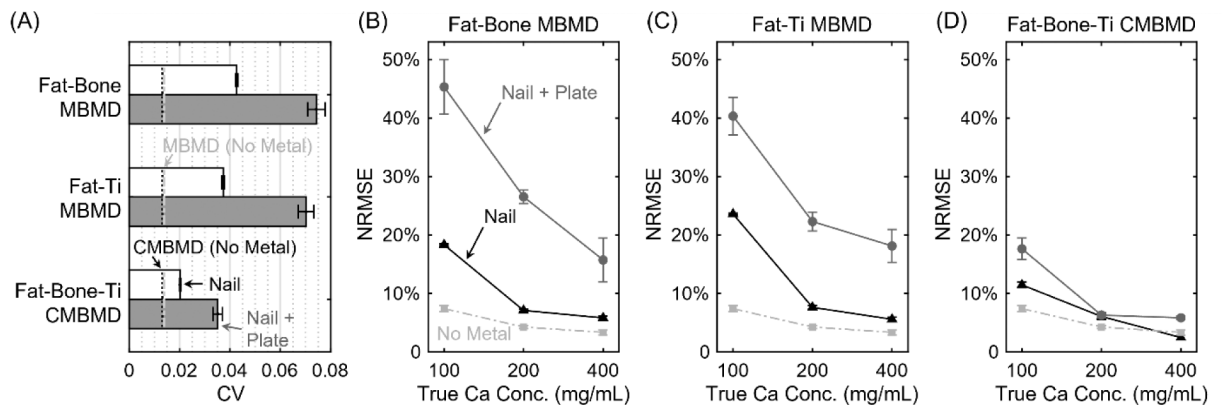 (A)
Fat-Bone
MBMD
MBMD (No Metal)
Fat-Ti
MBMD
CMBMD (No Metal)
Nail
Fat-Bone-Ti
CMBMD
Nail +
Plate
0 0.02 0.04 0.06 0.08
CV
(B)
Fat-Bone MBMD
50%
40%
30%
20%
10%
0%
NRMSE
Nail + Plate
Nail
No Metal
100 200 400
True Ca Conc. (mg/mL)
(C)
Fat-Ti MBMD
50%
40%
30%
20%
10%
0%
NRMSE
100 200 400
True Ca Conc. (mg/mL)
(D)
Fat-Bone-Ti CMBMD
50%
40%
30%
20%
10%
0%
NRMSE
100 200 400
True Ca Conc. (mg/mL)